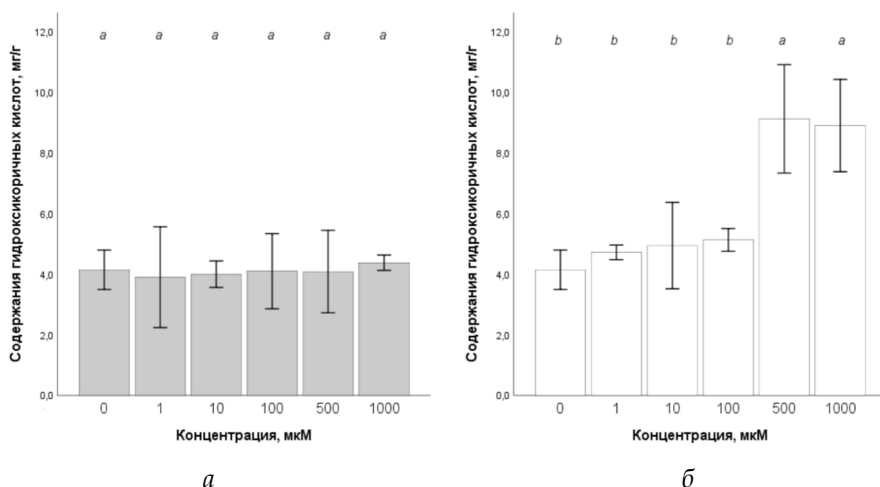 Содержания гидроксикоричных кислот, мг/г
12,0
10,0
8,0
6,0
4,0
2,0
0,0
a a a a a a
0 1 10 100 500 1000
Концентрация, мкМ
а
Содержания гидроксикоричных кислот, мг/г
12,0
10,0
8,0
6,0
4,0
2,0
0,0
b b b b a a
0 1 10 100 500 1000
Концентрация, мкМ
б